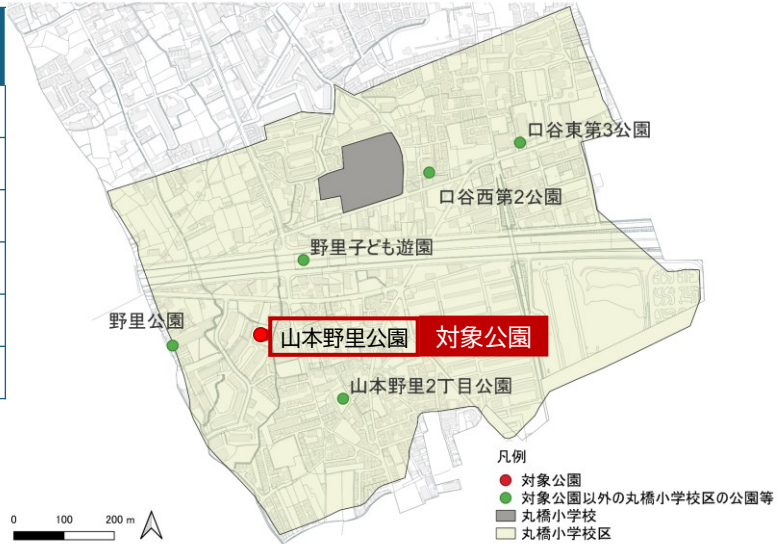 口谷東第3公園
口谷西第2公園
野里子ども遊園
野里公園
山本野里公園 対象公園
山本野里2丁目公園
凡例
対象公園
対象公園以外の丸橋小学校区の公園等
丸橋小学校
丸橋小学校区
0 100 200 m